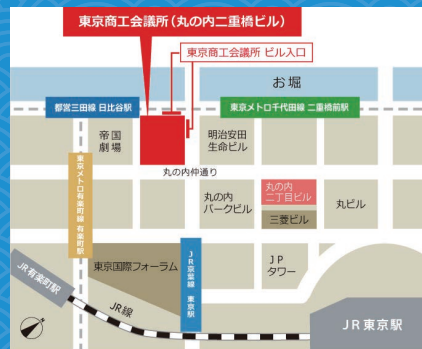 東京商工会議所(丸の内二重橋ビル)
東京商工会議所 ビル入口
お堀
都営三田線 日比谷駅
東京メトロ千代田線 二重橋前駅
帝国
劇場
明治安田
生命ビル
丸の内仲通り
東京メトロ有楽町線 有楽町駅
丸の内
パークビル
丸の内
二丁目ビル
三菱ビル
丸ビル
JR有楽町駅
東京国際フォーラム
JR京葉線 東京駅
JP
タワー
JR線
JR東京駅